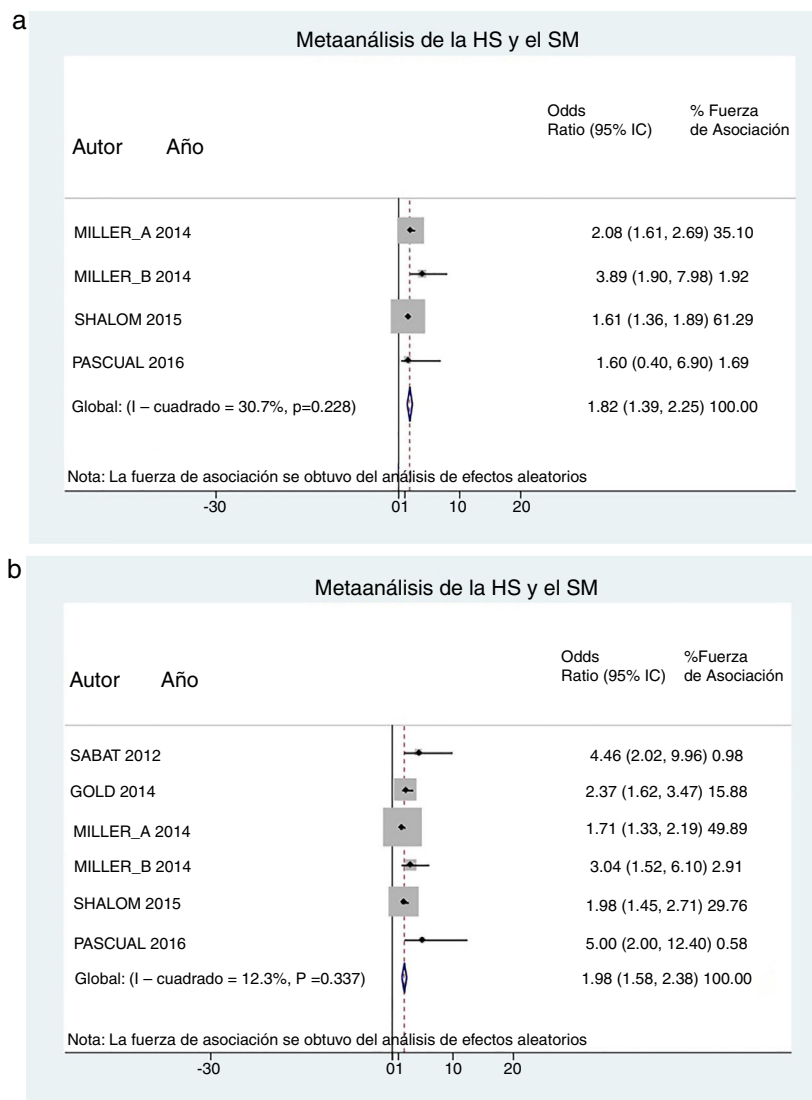 a
Metaanálisis de la HS y el SM
Odds % Fuerza
Ratio (95% IC) de Asociación
Autor Año
MILLER_A 2014 2.08 (1.61, 2.69) 35.10
MILLER_B 2014 3.89 (1.90, 7.98) 1.92
SHALOM 2015 1.61 (1.36, 1.89) 61.29
PASCUAL 2016 1.60 (0.40, 6.90) 1.69
Global: (I – cuadrado = 30.7%, p=0.228) 1.82 (1.39, 2.25) 100.00
Nota: La fuerza de asociación se obtuvo del análisis de efectos aleatorios
-30 01 10 20
b
Metaanálisis de la HS y el SM
Odds %Fuerza
Ratio (95% IC) de Asociación
Autor Año
SABAT 2012 4.46 (2.02, 9.96) 0.98
GOLD 2014 2.37 (1.62, 3.47) 15.88
MILLER_A 2014 1.71 (1.33, 2.19) 49.89
MILLER_B 2014 3.04 (1.52, 6.10) 2.91
SHALOM 2015 1.98 (1.45, 2.71) 29.76
PASCUAL 2016 5.00 (2.00, 12.40) 0.58
Global: (I – cuadrado = 12.3%, P =0.337) 1.98 (1.58, 2.38) 100.00
Nota: La fuerza de asociación se obtuvo del análisis de efectos aleatorios
-30 01 10 20